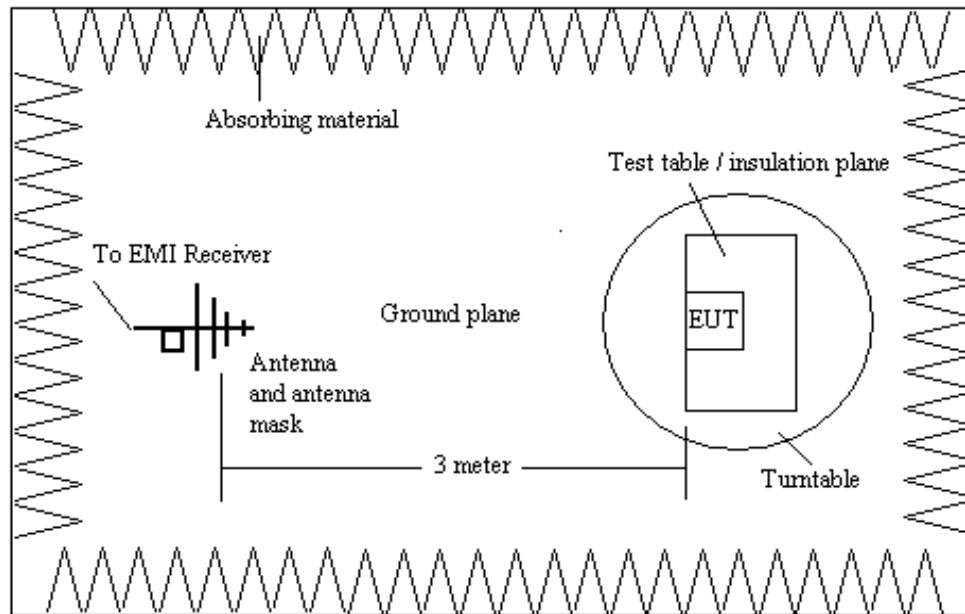 Absorbing material
Test table / insulation plane
To EMI Receiver
Ground plane
EUT
Antenna
and antenna
mask
3 meter
Turntable